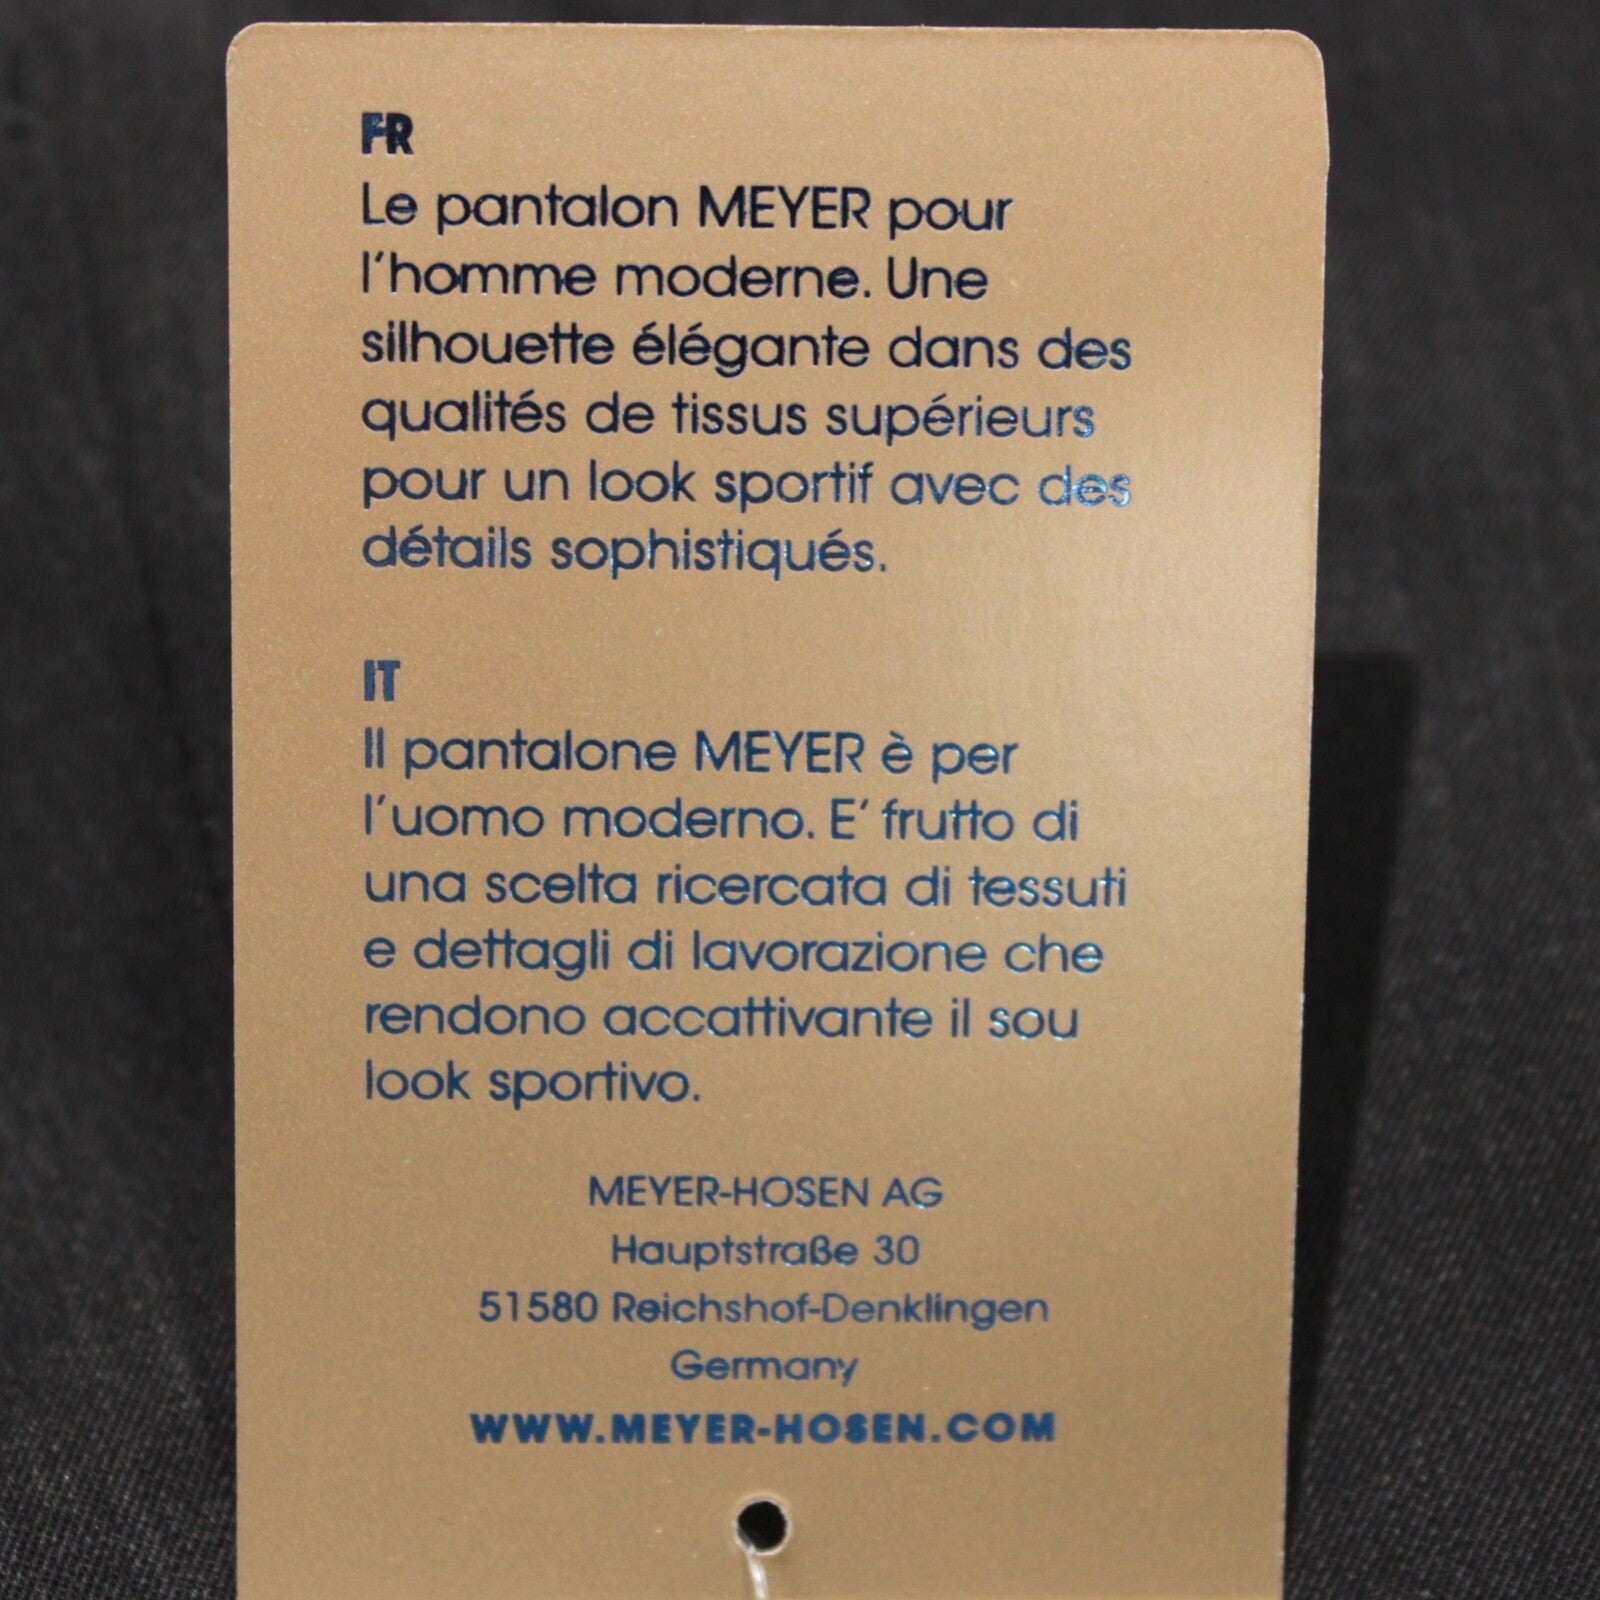 FR
Le pantalon MEYER pour
l'homme moderne. Une
silhouette élégante dans des
qualités de tissus supérieurs
pour un look sportif avec des
détails sophistiqués.
IT
Il pantalone MEYER è per
l'uomo moderno. E' frutto di
una scelta ricercata di tessuti
e dettagli di lavorazione che
rendono accattivante il sou
look sportivo.
MEYER-HOSEN AG
Hauptstraße 30
51580 Reichshof-Denklingen
Germany
WWW.MEYER-HOSEN.COM